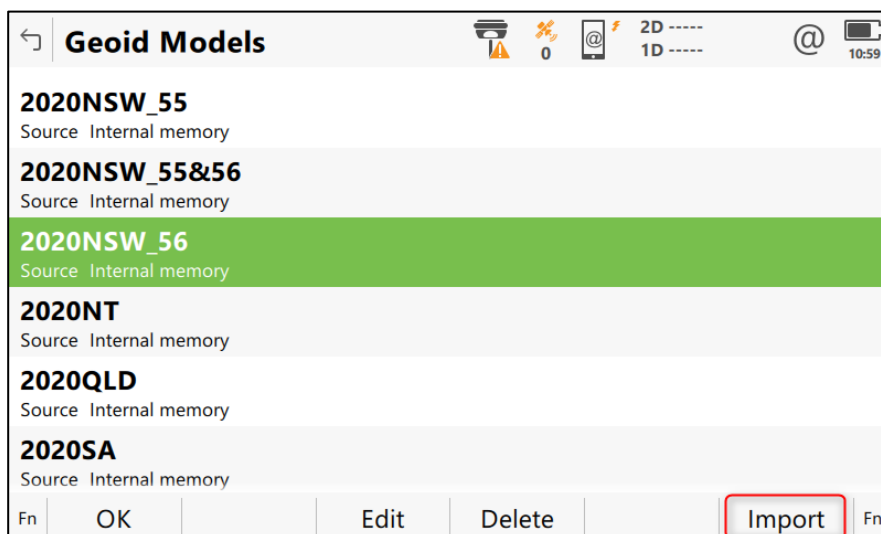 Geoid Models
0
@
2D -----
1D -----
@
10:59
2020NSW_55
Source Internal memory
2020NSW_55&56
Source Internal memory
2020NSW_56
Source Internal memory
2020NT
Source Internal memory
2020QLD
Source Internal memory
2020SA
Source Internal memory
Fn OK Edit Delete Import Fn